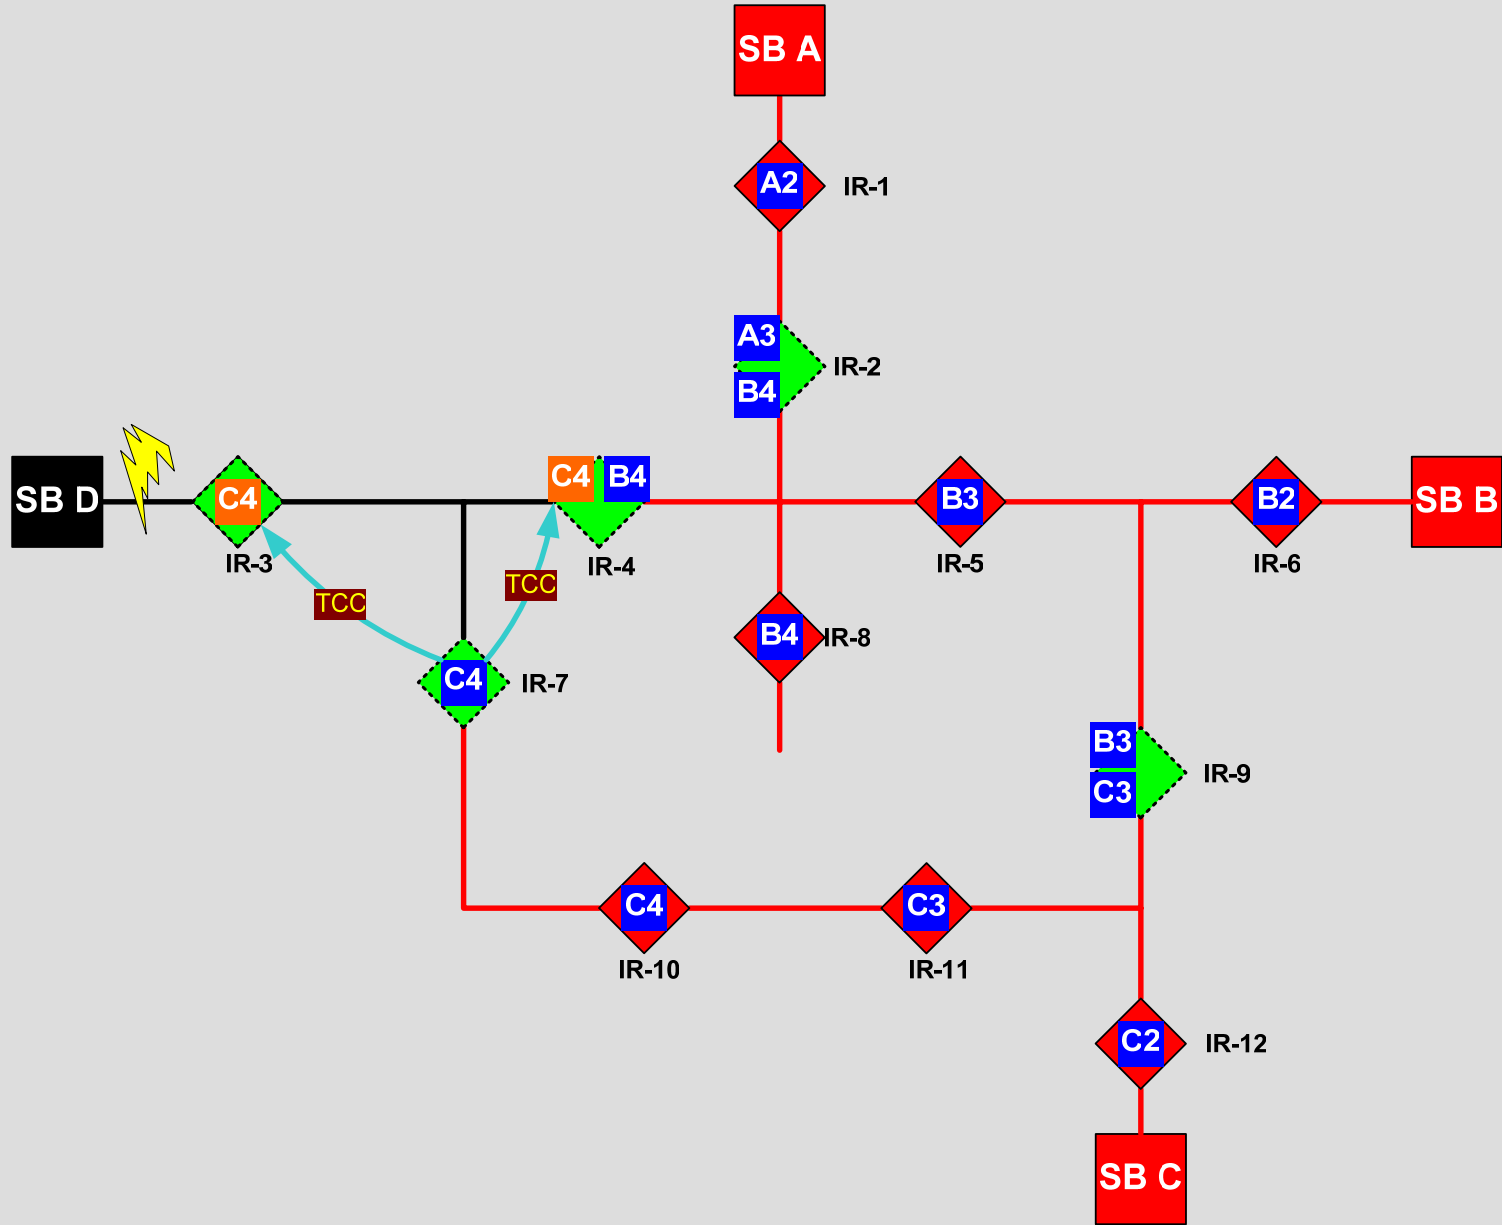 SB A
A2
IR-1
A3
IR-2
B4
SB D
C4
IR-3
C4
B4
IR-4
B3
IR-5
B2
IR-6
SB B
TCC
TCC
B4
IR-8
C4
IR-7
B3
C3
IR-9
C4
IR-10
C3
IR-11
C2
IR-12
SB C